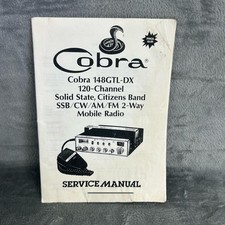 Cobra
Cobra 148GTL-DX
120-Channel
Solid State, Citizens Band
SSB/CW/AM/FM 2-Way
Mobile Radio
SERVICE MANUAL